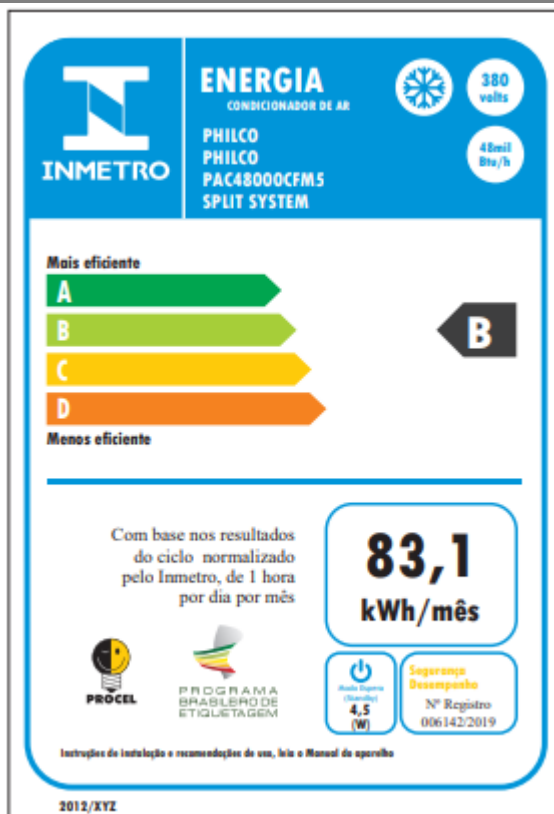 INMETRO
ENERGIA
CONDICIONADOR DE AR
PHILCO
PHILCO
PAC48000CFM5
SPLIT SYSTEM
380
volts
48mil
Btu/h
Mais eficiente
A
B
C
D
B
Menos eficiente
Com base nos resultados
do ciclo normalizado
pelo Inmetro, de 1 hora
por dia por mês
83,1
kWh/mês
PROCEL
PROGRAMA
BRASILEIRO DE
ETIQUETAGEM
Modo Espera
(Standby)
4,5
(W)
Segurança
Desempenho
Nº Registro
006142/2019
Instruções de instalação e recomendações de uso, leia o Manual do aparelho
2012/XYZ